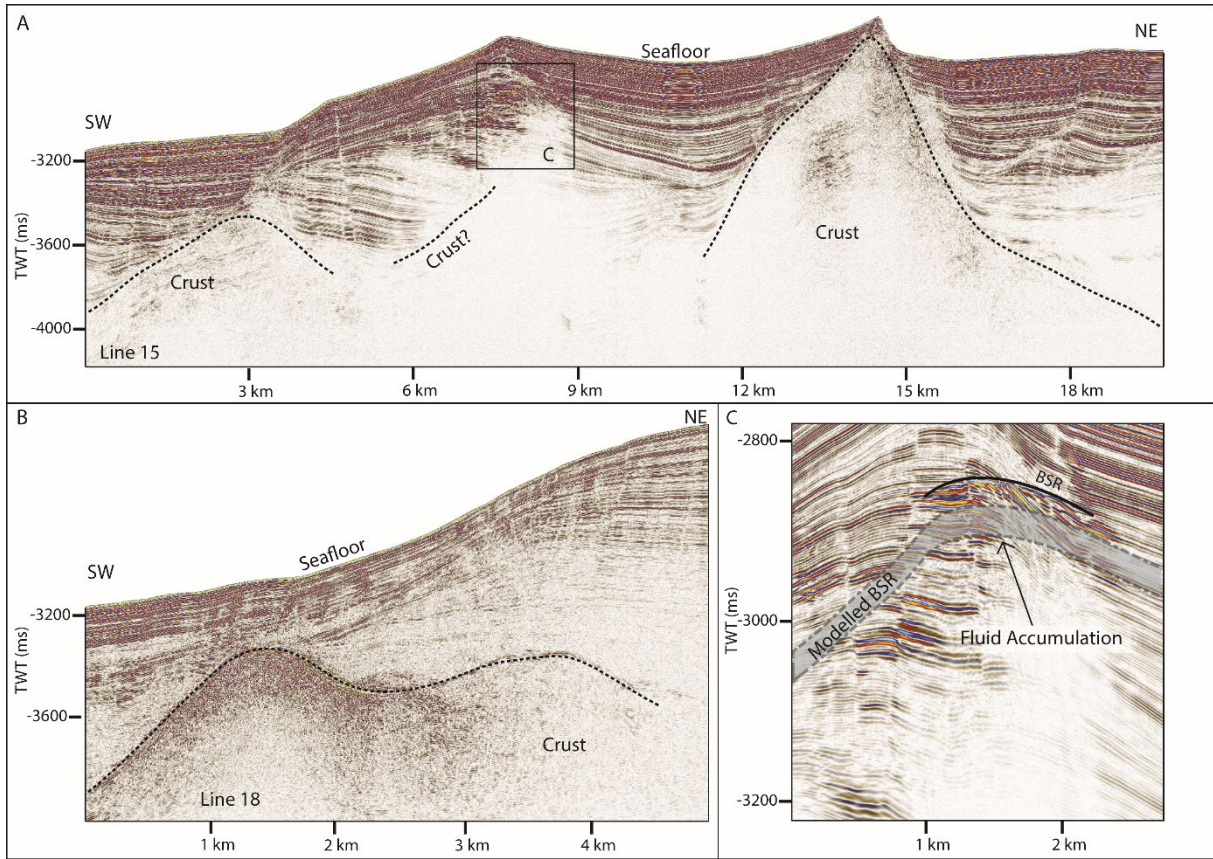 A
Seafloor
NE
SW
C
-3200
-3600
-4000
TWT (ms)
Crust
Crust?
Crust
Line 15
3 km
6 km
9 km
12 km
15 km
18 km
B
NE
SW
Seafloor
-3200
-3600
TWT (ms)
Crust
Line 18
1 km
2 km
3 km
4 km
C
-2800
-3000
-3200
TWT (ms)
BSR
Modelled BSR
Fluid Accumulation
1 km
2 km